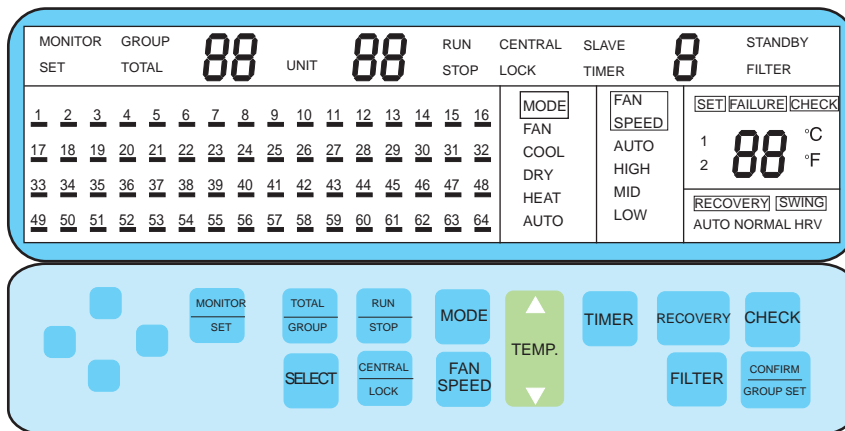 MONITOR GROUP 88 UNIT 88 RUN CENTRAL SLAVE 8 STANDBY
SET TOTAL STOP LOCK TIMER FILTER
1 2 3 4 5 6 7 8 9 10 11 12 13 14 15 16
17 18 19 20 21 22 23 24 25 26 27 28 29 30 31 32
33 34 35 36 37 38 39 40 41 42 43 44 45 46 47 48
49 50 51 52 53 54 55 56 57 58 59 60 61 62 63 64
MODE
FAN
COOL
DRY
HEAT
AUTO
FAN
SPEED
AUTO
HIGH
MID
LOW
SET FAILURE CHECK
1 88 °C
2 °F
RECOVERY SWING
AUTO NORMAL HRV
MONITOR
SET
TOTAL
GROUP
RUN
STOP
MODE
TEMP.
TIMER
RECOVERY
CHECK
SELECT
CENTRAL
LOCK
FAN
SPEED
FILTER
CONFIRM
GROUP SET